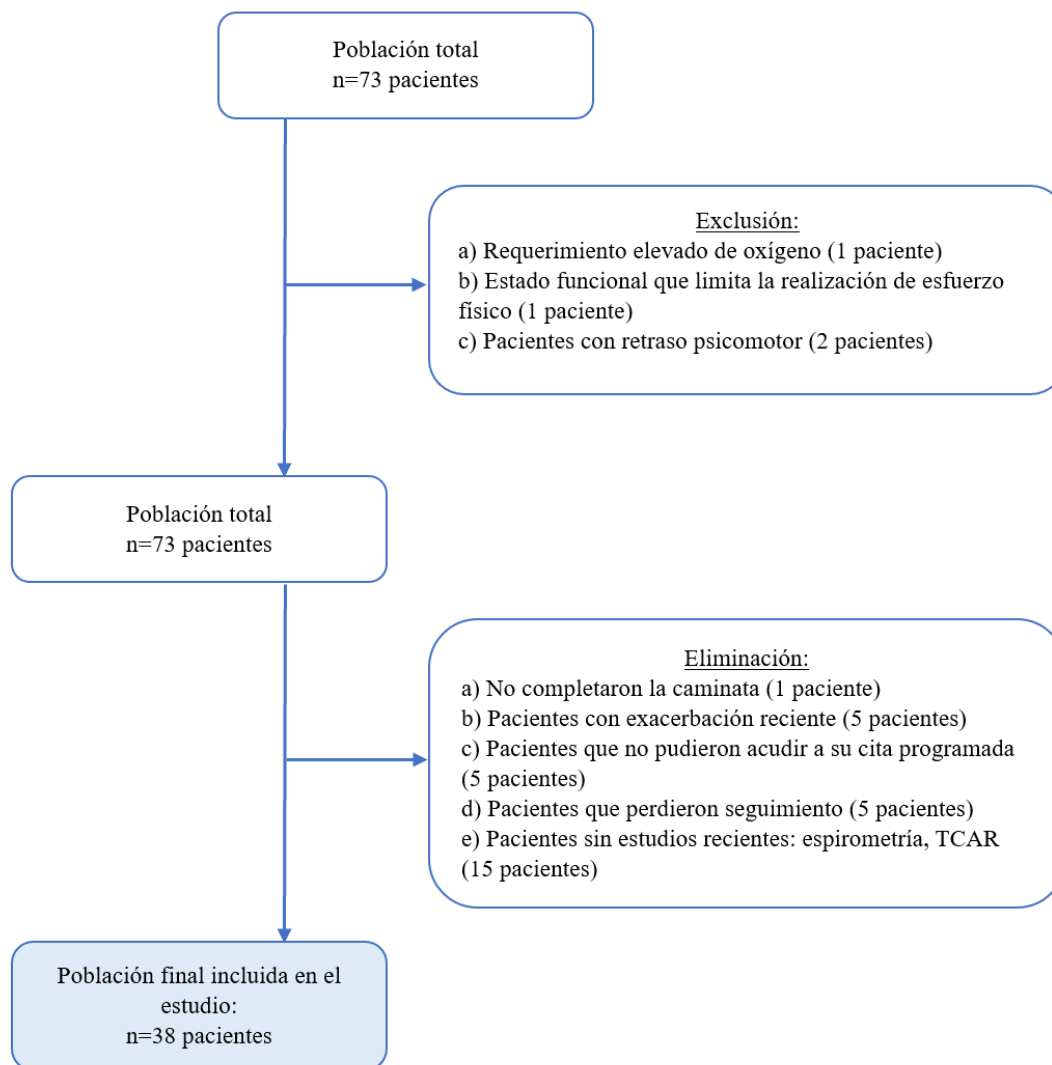 Población total
n=73 pacientes
Exclusión:
a) Requerimiento elevado de oxígeno (1 paciente)
b) Estado funcional que limita la realización de esfuerzo
físico (1 paciente)
c) Pacientes con retraso psicomotor (2 pacientes)
Población total
n=73 pacientes
Eliminación:
a) No completaron la caminata (1 paciente)
b) Pacientes con exacerbación reciente (5 pacientes)
c) Pacientes que no pudieron acudir a su cita programada
(5 pacientes)
d) Pacientes que perdieron seguimiento (5 pacientes)
e) Pacientes sin estudios recientes: espirometría, TCAR
(15 pacientes)
Población final incluida en el
estudio:
n=38 pacientes